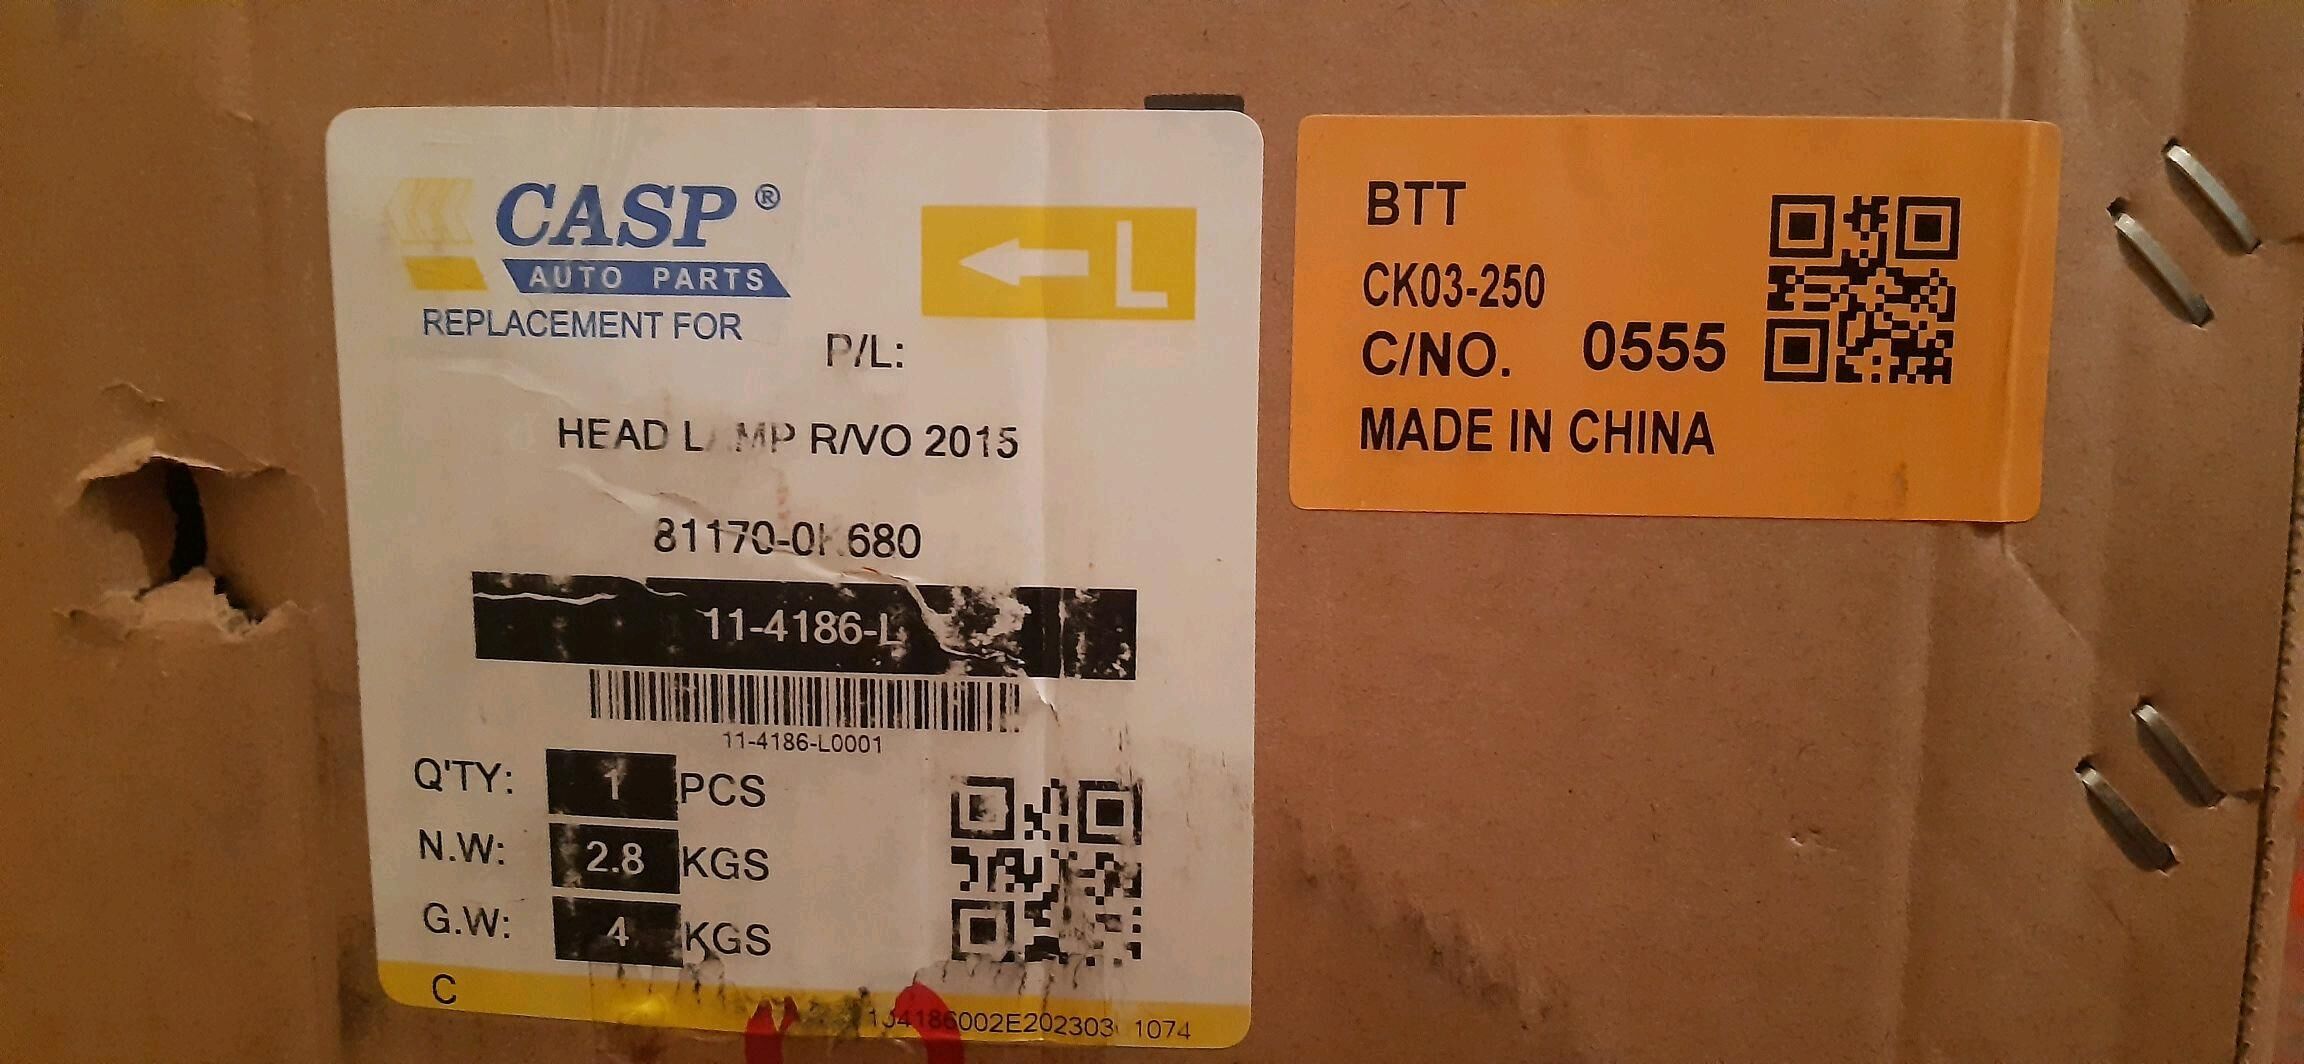 CASP®
AUTO PARTS
REPLACEMENT FOR
L
P/L:
HEAD LAMP R/VO 2015
81170-0K680
11-4186-L
11-4186-L0001
Q'TY: 1 PCS
N.W: 2.8 KGS
G.W: 4 KGS
C
1074
BTT
CK03-250
C/NO. 0555
MADE IN CHINA